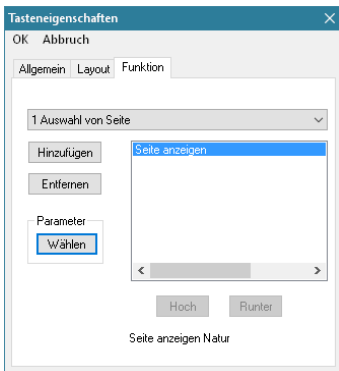 Tasteneigenschaften
OK Abbruch
Allgemein Layout Funktion
1 Auswahl von Seite
Hinzufügen
Seite anzeigen
Entfernen
Parameter
Wählen
Hoch Runter
Seite anzeigen Natur